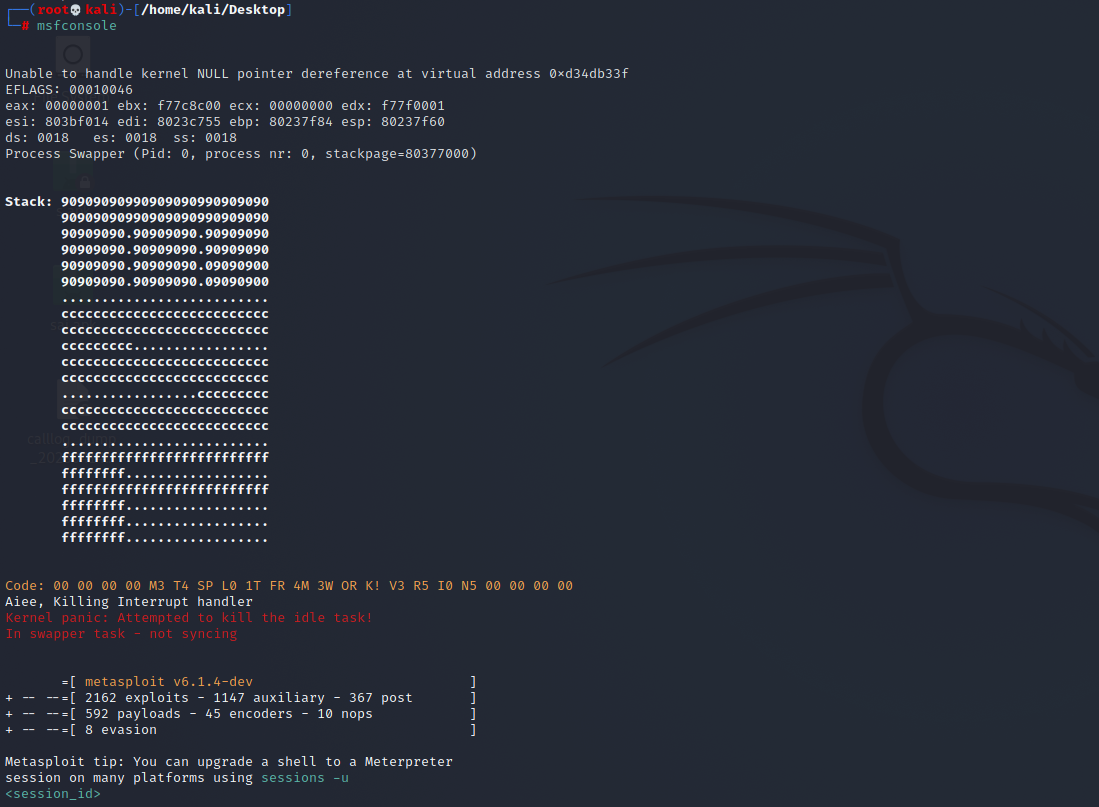 ┌──(root💀kali)-[/home/kali/Desktop]
└─# msfconsole
Unable to handle kernel NULL pointer dereference at virtual address 0×d34db33f
EFLAGS: 00010046
eax: 00000001 ebx: f77c8c00 ecx: 00000000 edx: f77f0001
esi: 803bf014 edi: 8023c755 ebp: 80237f84 esp: 80237f60
ds: 0018   es: 0018  ss: 0018
Process Swapper (Pid: 0, process nr: 0, stackpage=80377000)
Stack: 90909090990909090990909090
       90909090990909090990909090
       90909090.90909090.90909090
       90909090.90909090.90909090
       90909090.90909090.09090900
       90909090.90909090.09090900
       ..........................
       cccccccccccccccccccccccccc
       cccccccccccccccccccccccccc
       ccccccccc.................
       cccccccccccccccccccccccccc
       cccccccccccccccccccccccccc
       .................ccccccccc
       cccccccccccccccccccccccccc
       cccccccccccccccccccccccccc
       ..........................
       ffffffffffffffffffffffffff
       ffffffff..................
       ffffffffffffffffffffffffff
       ffffffff..................
       ffffffff..................
       ffffffff..................
Code: 00 00 00 00 M3 T4 SP L0 1T FR 4M 3W OR K! V3 R5 I0 N5 00 00 00 00
Aiee, Killing Interrupt handler
Kernel panic: Attempted to kill the idle task!
In swapper task - not syncing
       =[ metasploit v6.1.4-dev                           ]
+ -- --=[ 2162 exploits - 1147 auxiliary - 367 post       ]
+ -- --=[ 592 payloads - 45 encoders - 10 nops            ]
+ -- --=[ 8 evasion                                       ]
Metasploit tip: You can upgrade a shell to a Meterpreter
session on many platforms using sessions -u
<session_id>